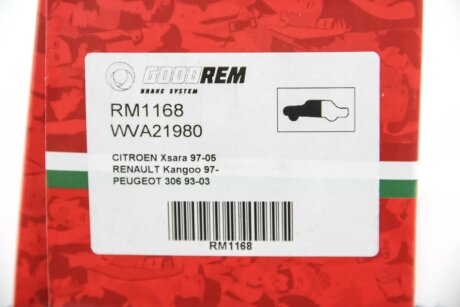 GOODREM
BRAKE SYSTEM
RM1168
WVA21980
CITROEN Xsara 97-05
RENAULT Kangoo 97-
PEUGEOT 306 93-03
RM1168